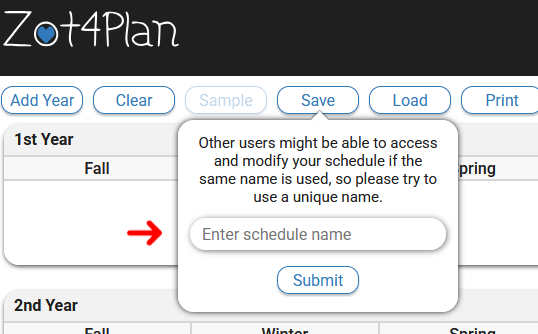 Zot4Plan
Add Year Clear Sample Save Load Print
1st Year
Fall pring
Other users might be able to access
and modify your schedule if the
same name is used, so please try to
use a unique name.
Enter schedule name
Submit
2nd Year
Fall Winter Spring